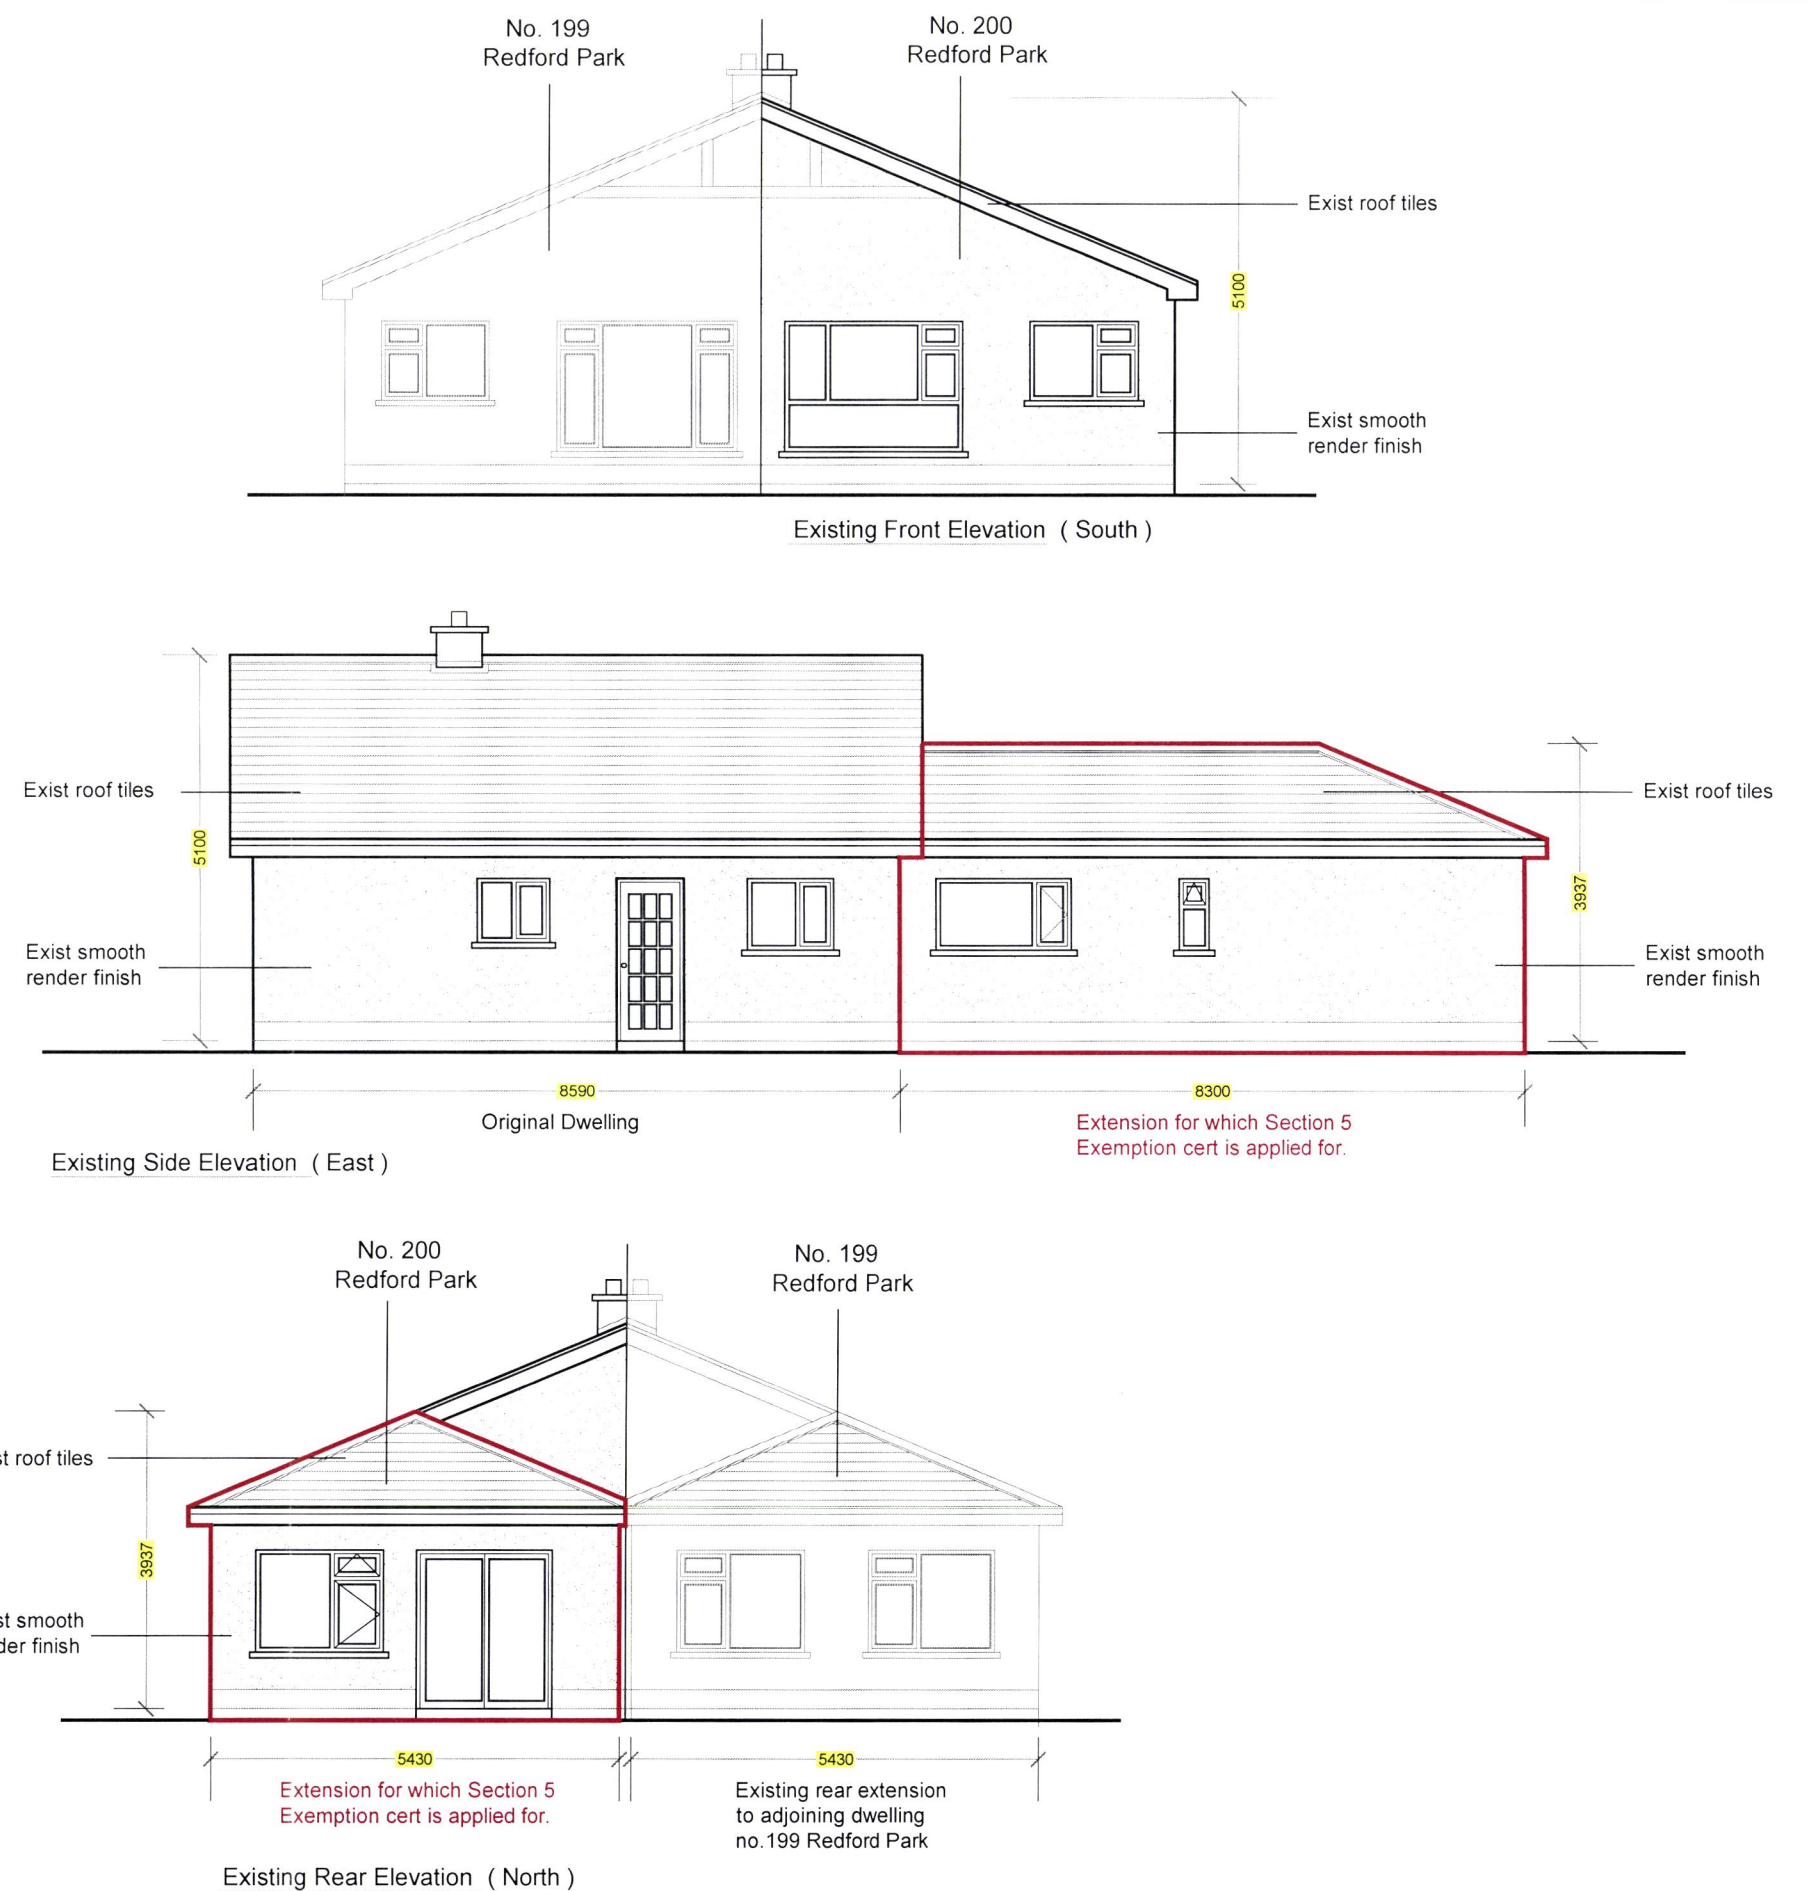 No. 199
Redford Park
No. 200
Redford Park
Exist roof tiles
5100
Exist smooth
render finish
Existing Front Elevation ( South )
Exist roof tiles
5100
Exist smooth
render finish
Exist roof tiles
3937
Exist smooth
render finish
8590
Original Dwelling
8300
Extension for which Section 5
Exemption cert is applied for.
Existing Side Elevation ( East )
No. 200
Redford Park
No. 199
Redford Park
st roof tiles
3937
st smooth
der finish
5430
Extension for which Section 5
Exemption cert is applied for.
5430
Existing rear extension
to adjoining dwelling
no.199 Redford Park
Existing Rear Elevation ( North )